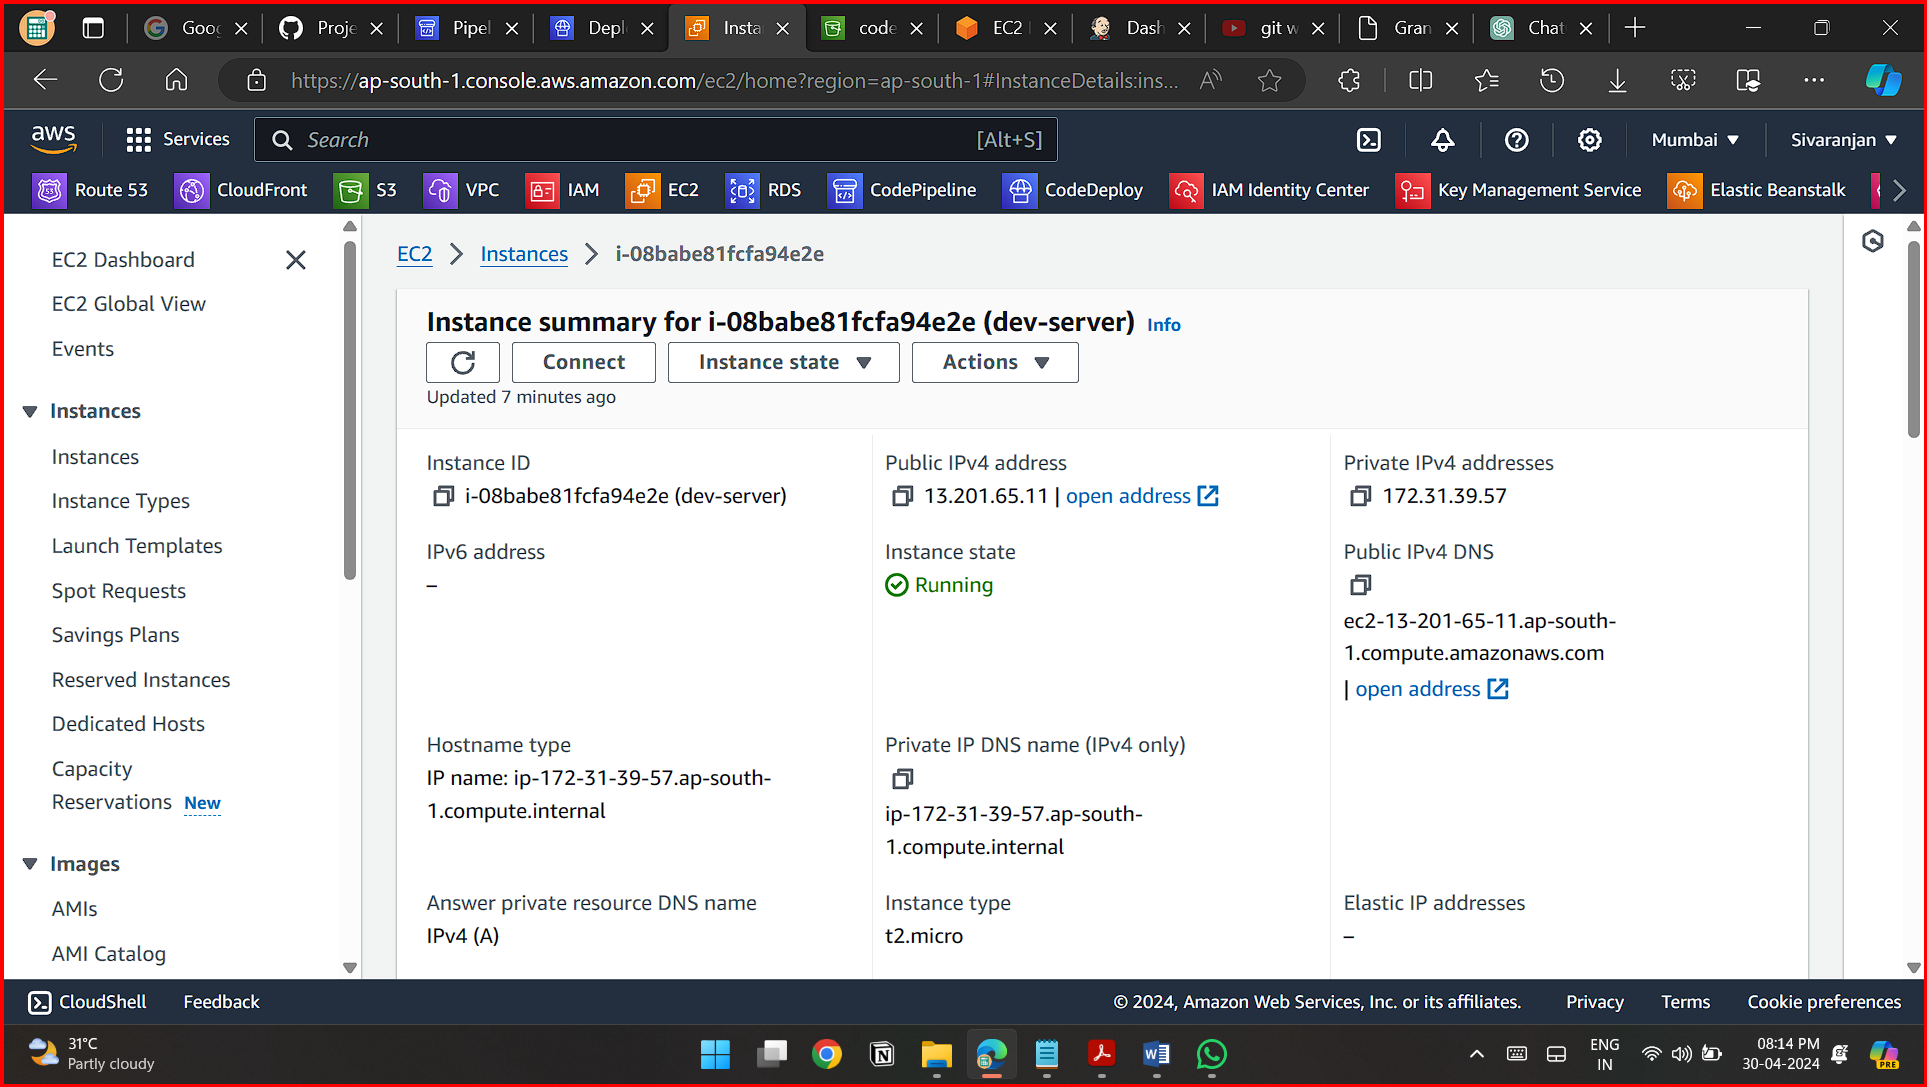 Goog
Proje
Pipel
Deplo
Insta
code
EC2
Dash
git w
Gran
Chat
https://ap-south-1.console.aws.amazon.com/ec2/home?region=ap-south-1#InstanceDetails:ins...
aws
Services
Search
[Alt+S]
Mumbai
Sivaranjan
Route 53
CloudFront
S3
VPC
IAM
EC2
RDS
CodePipeline
CodeDeploy
IAM Identity Center
Key Management Service
Elastic Beanstalk
EC2 Dashboard
EC2 Global View
Events
Instances
Instances
Instance Types
Launch Templates
Spot Requests
Savings Plans
Reserved Instances
Dedicated Hosts
Capacity
Reservations New
Images
AMIs
AMI Catalog
EC2 > Instances > i-08babe81fcfa94e2e
Instance summary for i-08babe81fcfa94e2e (dev-server) Info
Connect
Instance state
Actions
Updated 7 minutes ago
Instance ID
i-08babe81fcfa94e2e (dev-server)
Public IPv4 address
13.201.65.11 | open address
Private IPv4 addresses
172.31.39.57
IPv6 address
–
Instance state
Running
Public IPv4 DNS
ec2-13-201-65-11.ap-south-
1.compute.amazonaws.com
| open address
Hostname type
IP name: ip-172-31-39-57.ap-south-
1.compute.internal
Private IP DNS name (IPv4 only)
ip-172-31-39-57.ap-south-
1.compute.internal
Answer private resource DNS name
IPv4 (A)
Instance type
t2.micro
Elastic IP addresses
–
CloudShell
Feedback
© 2024, Amazon Web Services, Inc. or its affiliates.
Privacy
Terms
Cookie preferences
31°C
Partly cloudy
ENG
IN
08:14 PM
30-04-2024
PRE